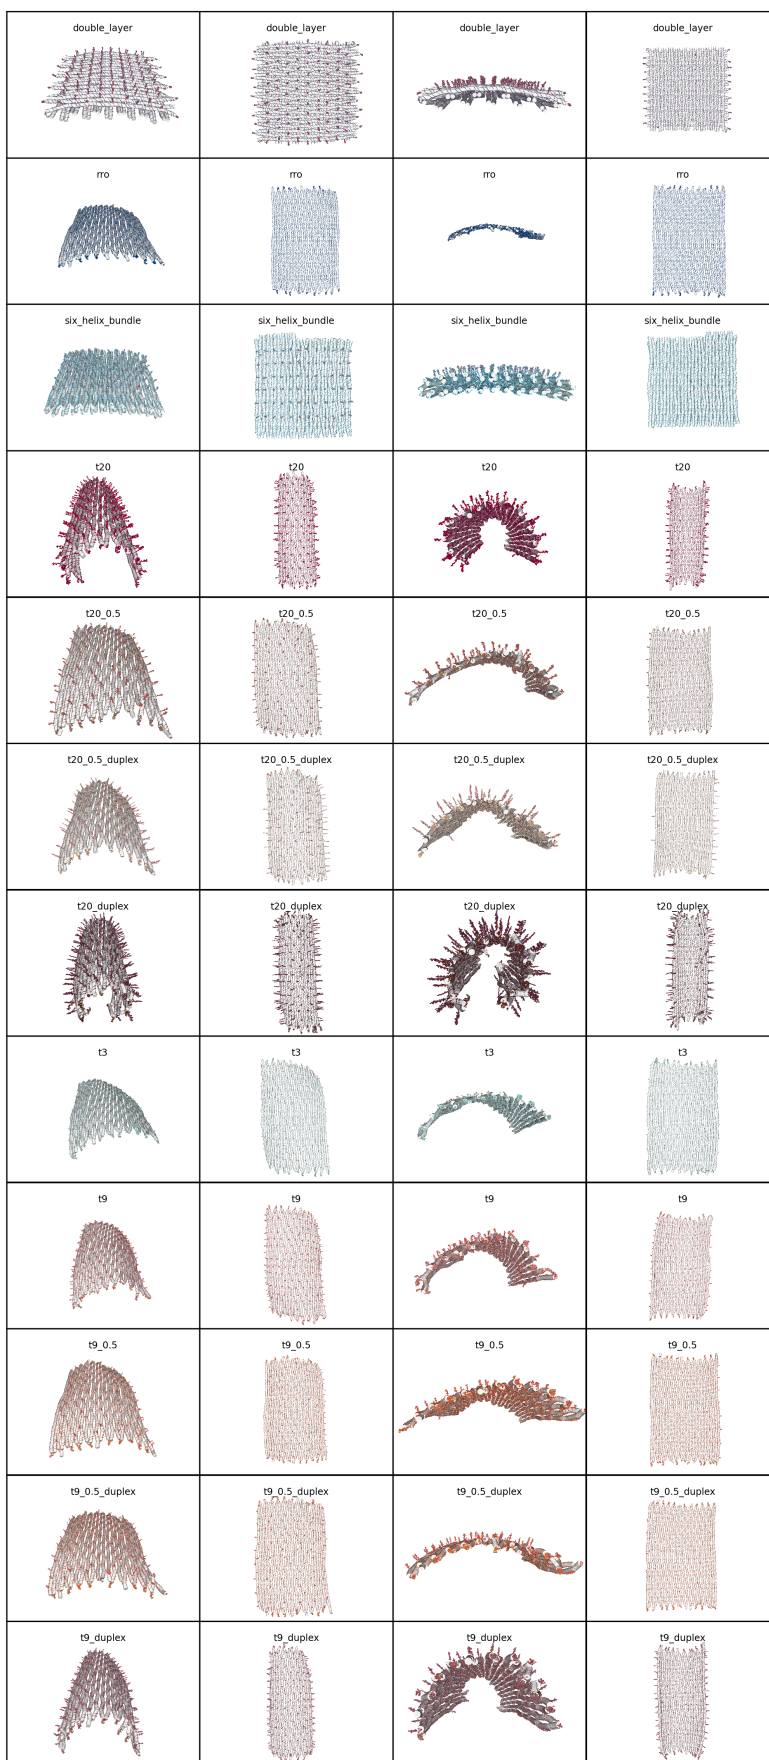 double_layer double_layer double_layer double_layer
rro rro rro rro
six_helix_bundle six_helix_bundle six_helix_bundle six_helix_bundle
t20 t20 t20 t20
t20_0.5 t20_0.5 t20_0.5 t20_0.5
t20_0.5_duplex t20_0.5_duplex t20_0.5_duplex t20_0.5_duplex
t20_duplex t20_duplex t20_duplex t20_duplex
t3 t3 t3 t3
t9 t9 t9 t9
t9_0.5 t9_0.5 t9_0.5 t9_0.5
t9_0.5_duplex t9_0.5_duplex t9_0.5_duplex t9_0.5_duplex
t9_duplex t9_duplex t9_duplex t9_duplex